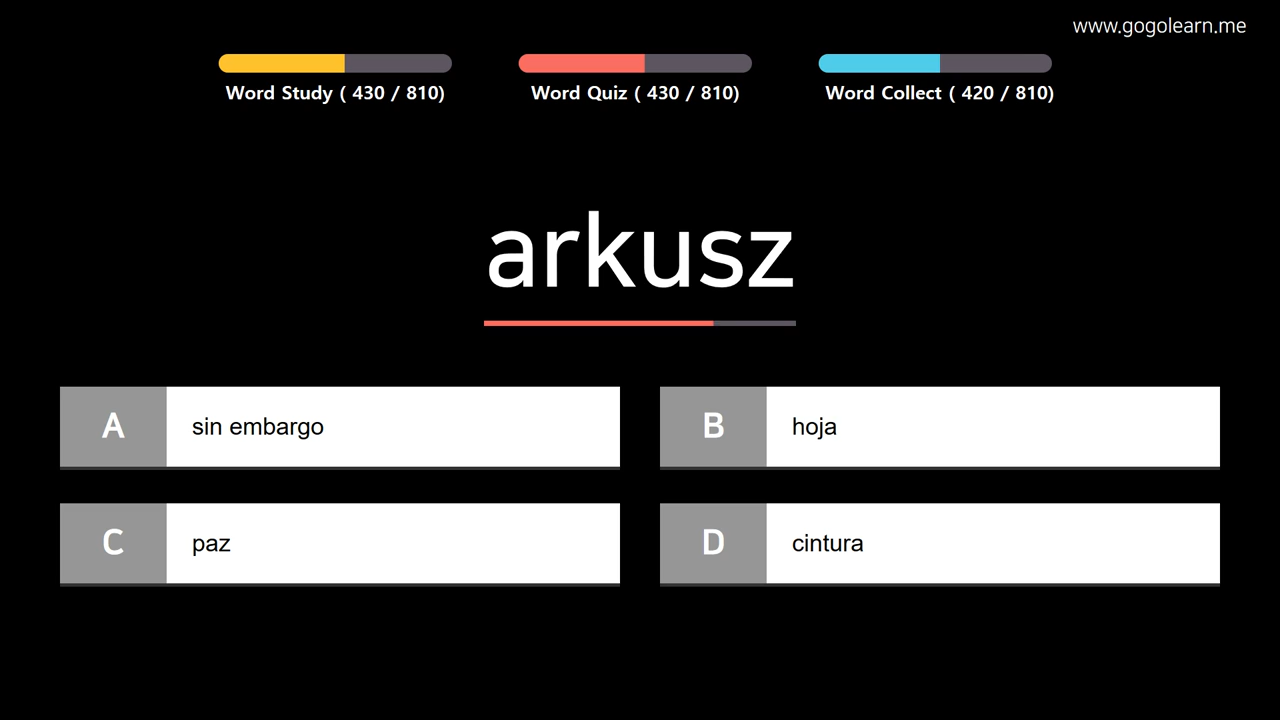 www.gogolearn.me
Word Study ( 430 / 810)
Word Quiz ( 430 / 810)
Word Collect ( 420 / 810)
arkusz
A sin embargo
B hoja
C paz
D cintura